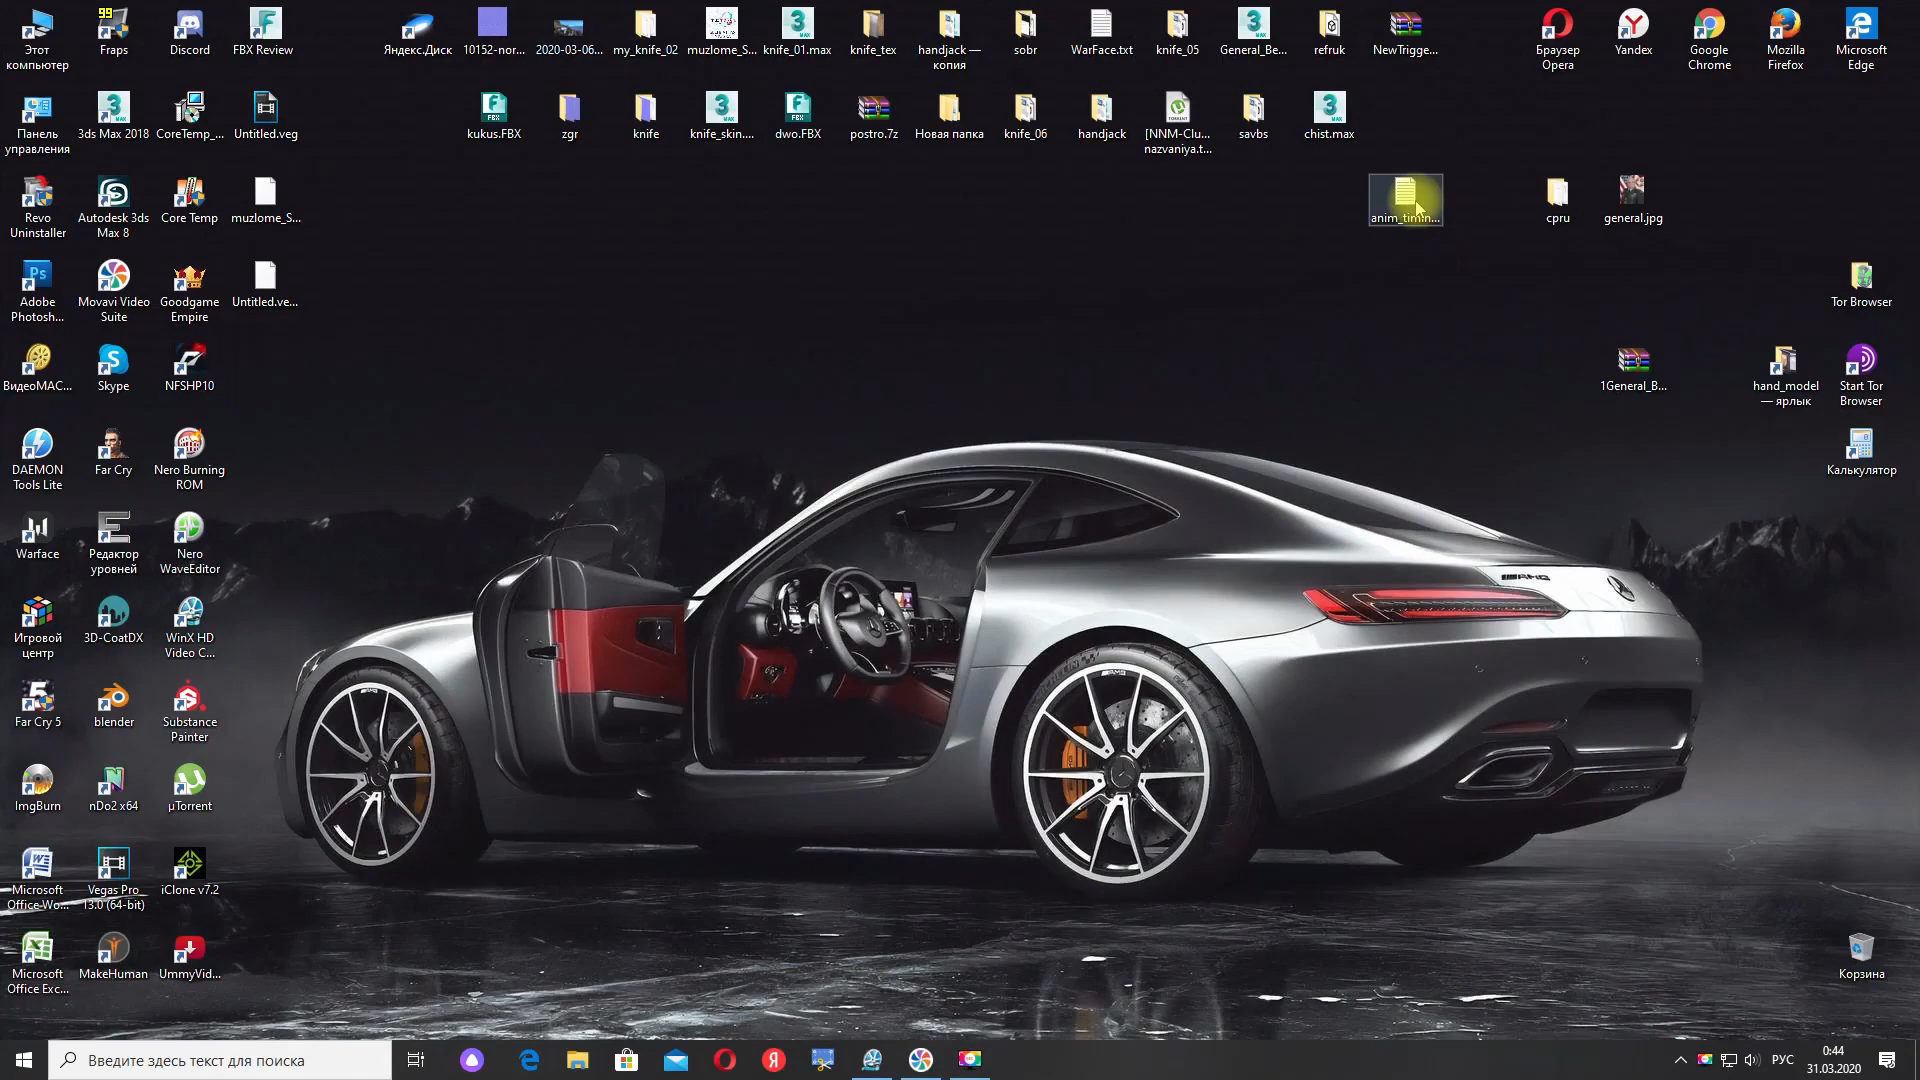 99
Этот
компьютер
Fraps
Discord
FBX Review
Яндекс.Диск
10152-nor...
2020-03-06...
my_knife_02
muzlome_S...
knife_01.max
knife_tex
handjack —
копия
sobr
WarFace.txt
knife_05
General_Be...
refruk
NewTrigge...
Браузер
Opera
Yandex
Google
Chrome
Mozilla
Firefox
Microsoft
Edge
Панель
управления
3ds Max 2018
CoreTemp_...
Untitled.veg
kukus.FBX
zgr
knife
knife_skin....
dwo.FBX
postro.7z
Новая папка
knife_06
handjack
[NNM-Clu...
nazvaniya.t...
savbs
chist.max
Revo
Uninstaller
Autodesk 3ds
Max 8
Core Temp
muzlome_S...
anim_timin...
cpru
general.jpg
Adobe
Photosh...
Movavi Video
Suite
Goodgame
Empire
Untitled.ve...
Tor Browser
ВидеоМАС...
Skype
NFSHP10
1General_B...
hand_model
— ярлык
Start Tor
Browser
DAEMON
Tools Lite
Far Cry
Nero Burning
ROM
Калькулятор
Warface
Редактор
уровней
Nero
WaveEditor
AMG
Игровой
центр
3D-CoatDX
WinX HD
Video C...
Far Cry 5
blender
Substance
Painter
ImgBurn
nDo2 x64
µTorrent
Microsoft
Office-Wo...
Vegas Pro
13.0 (64-bit)
iClone v7.2
Microsoft
Office Exc...
MakeHuman
UmmyVid...
Корзина
Введите здесь текст для поиска
РУС
0:44
31.03.2020